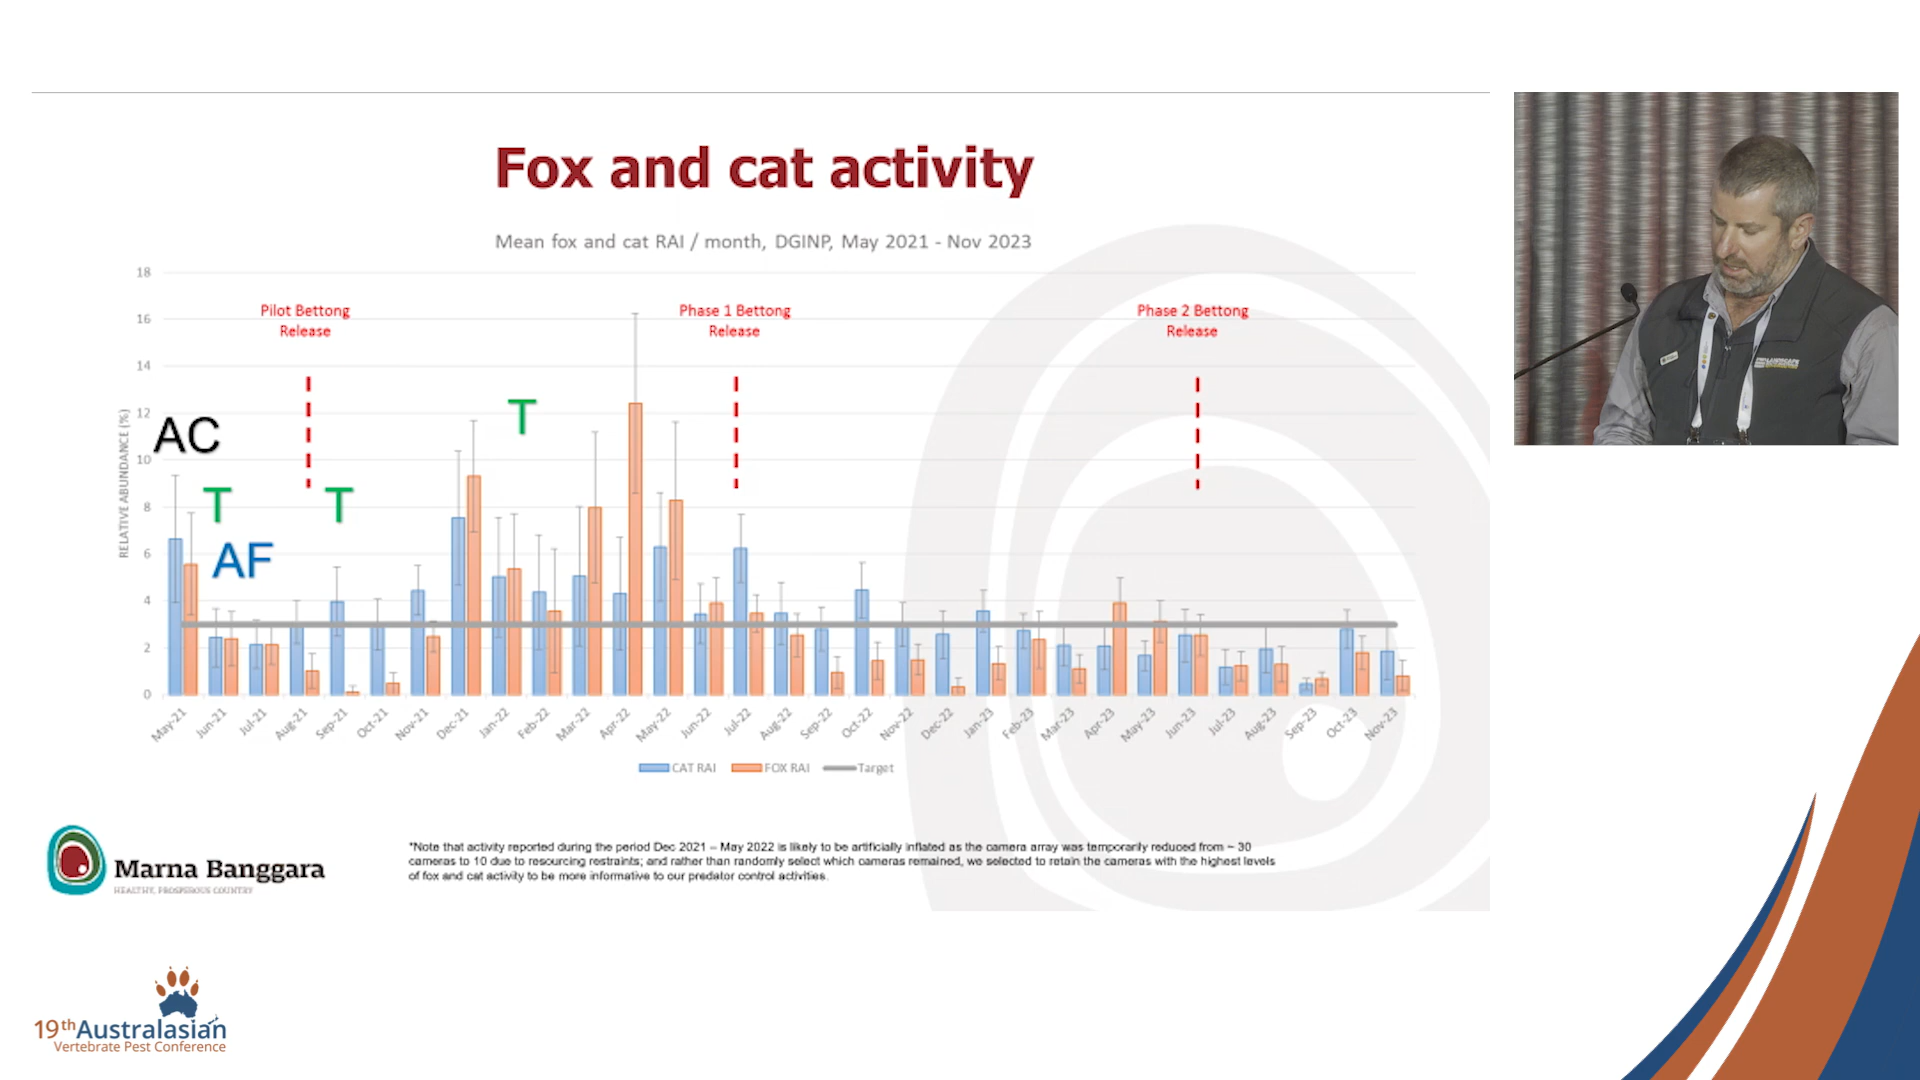 Fox and cat activity
Mean fox and cat RAI / month, DGINP, May 2021 - Nov 2023
18
16
14
12
10
8
6
4
2
0
RELATIVE ABUNDANCE (%)
Pilot Bettong
Release
Phase 1 Bettong
Release
Phase 2 Bettong
Release
AC
T
T
T
AF
May-21 Jun-21 Jul-21 Aug-21 Sep-21 Oct-21 Nov-21 Dec-21 Jan-22 Feb-22 Mar-22 Apr-22 May-22 Jun-22 Jul-22 Aug-22 Sep-22 Oct-22 Nov-22 Dec-22 Jan-23 Feb-23 Mar-23 Apr-23 May-23 Jun-23 Jul-23 Aug-23 Sep-23 Oct-23 Nov-23
CAT RAI FOX RAI Target
Marna Banggara
HEALTHY, PROSPEROUS COUNTRY
*Note that activity reported during the period Dec 2021 – May 2022 is likely to be artificially inflated as the camera array was temporarily reduced from ~ 30
cameras to 10 due to resourcing restraints; and rather than randomly select which cameras remained, we selected to retain the cameras with the highest levels
of fox and cat activity to be more informative to our predator control activities.
LANDSCAPE
19th Australasian
Vertebrate Pest Conference